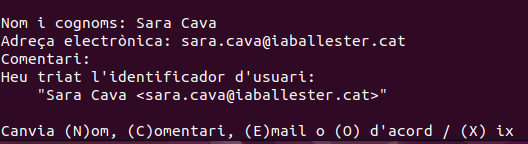 Nom i cognoms: Sara Cava
Adreça electrònica: sara.cava@iaballester.cat
Comentari:
Heu triat l'identificador d'usuari:
"Sara Cava <sara.cava@iaballester.cat>"
Canvia (N)om, (C)omentari, (E)mail o (O) d'acord / (X) ix